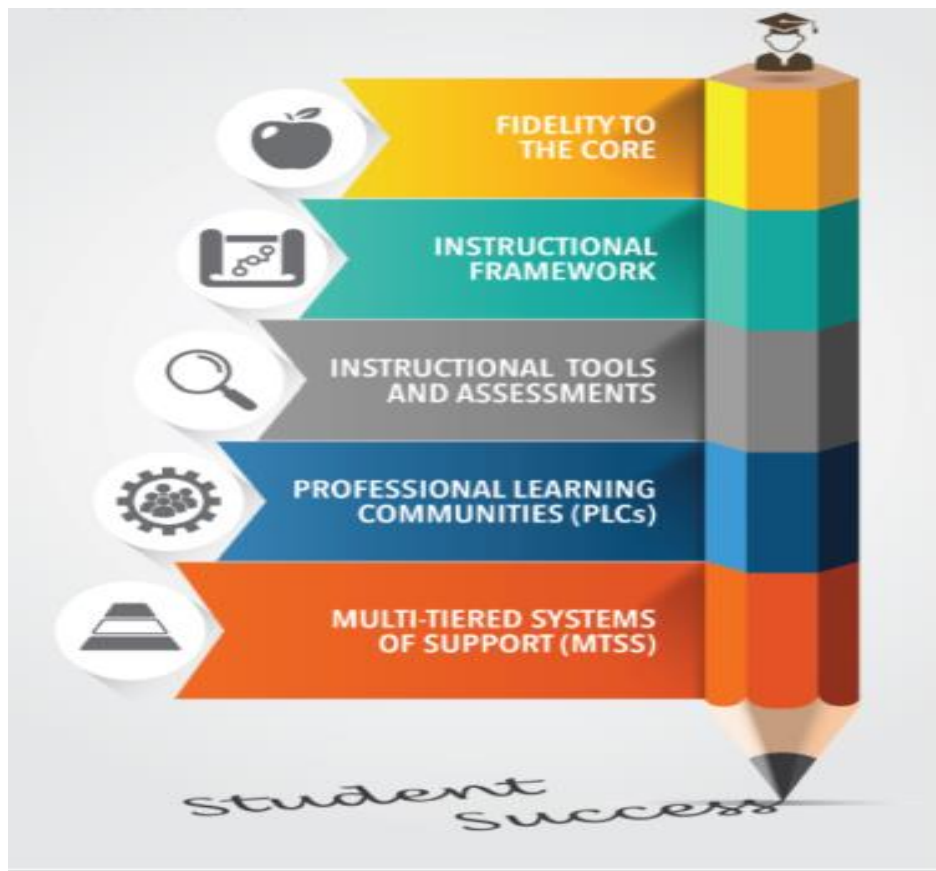 FIDELITY TO
THE CORE
INSTRUCTIONAL
FRAMEWORK
INSTRUCTIONAL TOOLS
AND ASSESSMENTS
PROFESSIONAL LEARNING
COMMUNITIES (PLCs)
MULTI-TIERED SYSTEMS
OF SUPPORT (MTSS)
Student
Success